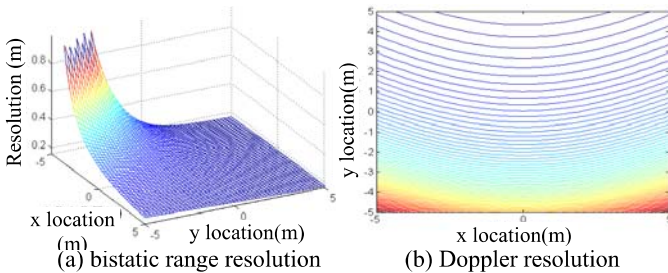 Resolution (m)
0.8
0.6
0.4
0.2
-5
0
5
-5
0
5
x location
(m
y location(m)
(a) bistatic range resolution
y location(m)
5
4
3
2
1
0
-1
-2
-3
-4
-5
-5
0
x location(m)
(b) Doppler resolution